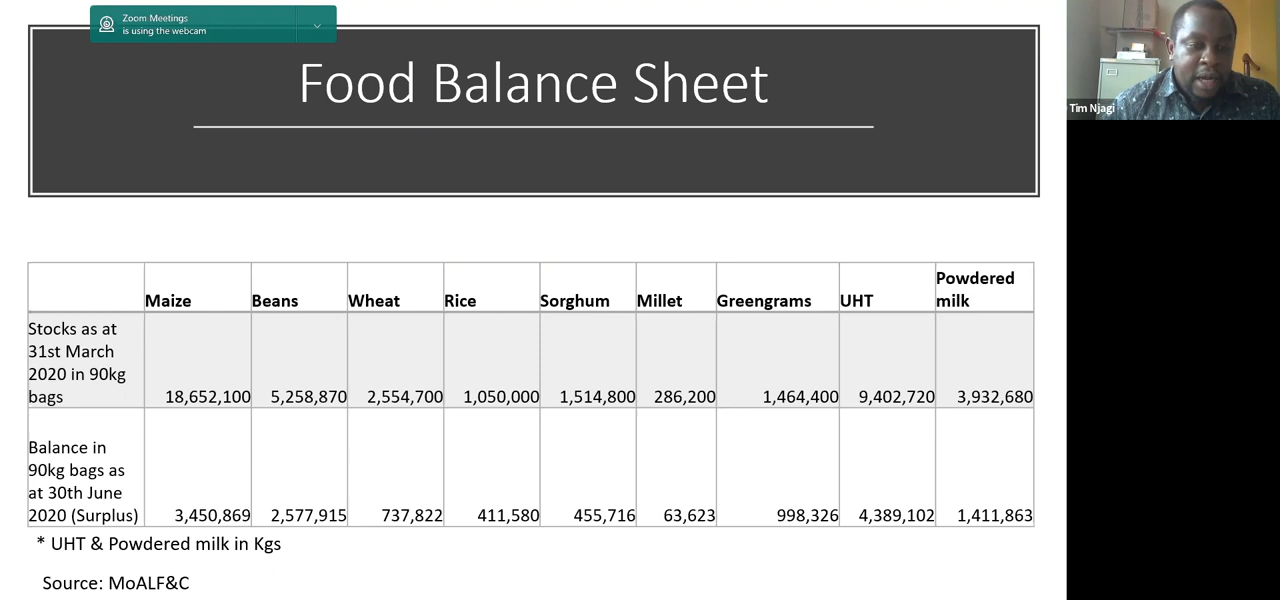 Zoom Meetings
is using the webcam
Food Balance Sheet
Tim Njagi
Maize Beans Wheat Rice Sorghum Millet Greengrams UHT Powdered milk
Stocks as at
31st March
2020 in 90kg
bags 18,652,100 5,258,870 2,554,700 1,050,000 1,514,800 286,200 1,464,400 9,402,720 3,932,680
Balance in
90kg bags as
at 30th June
2020 (Surplus) 3,450,869 2,577,915 737,822 411,580 455,716 63,623 998,326 4,389,102 1,411,863
* UHT & Powdered milk in Kgs
Source: MoALF&C